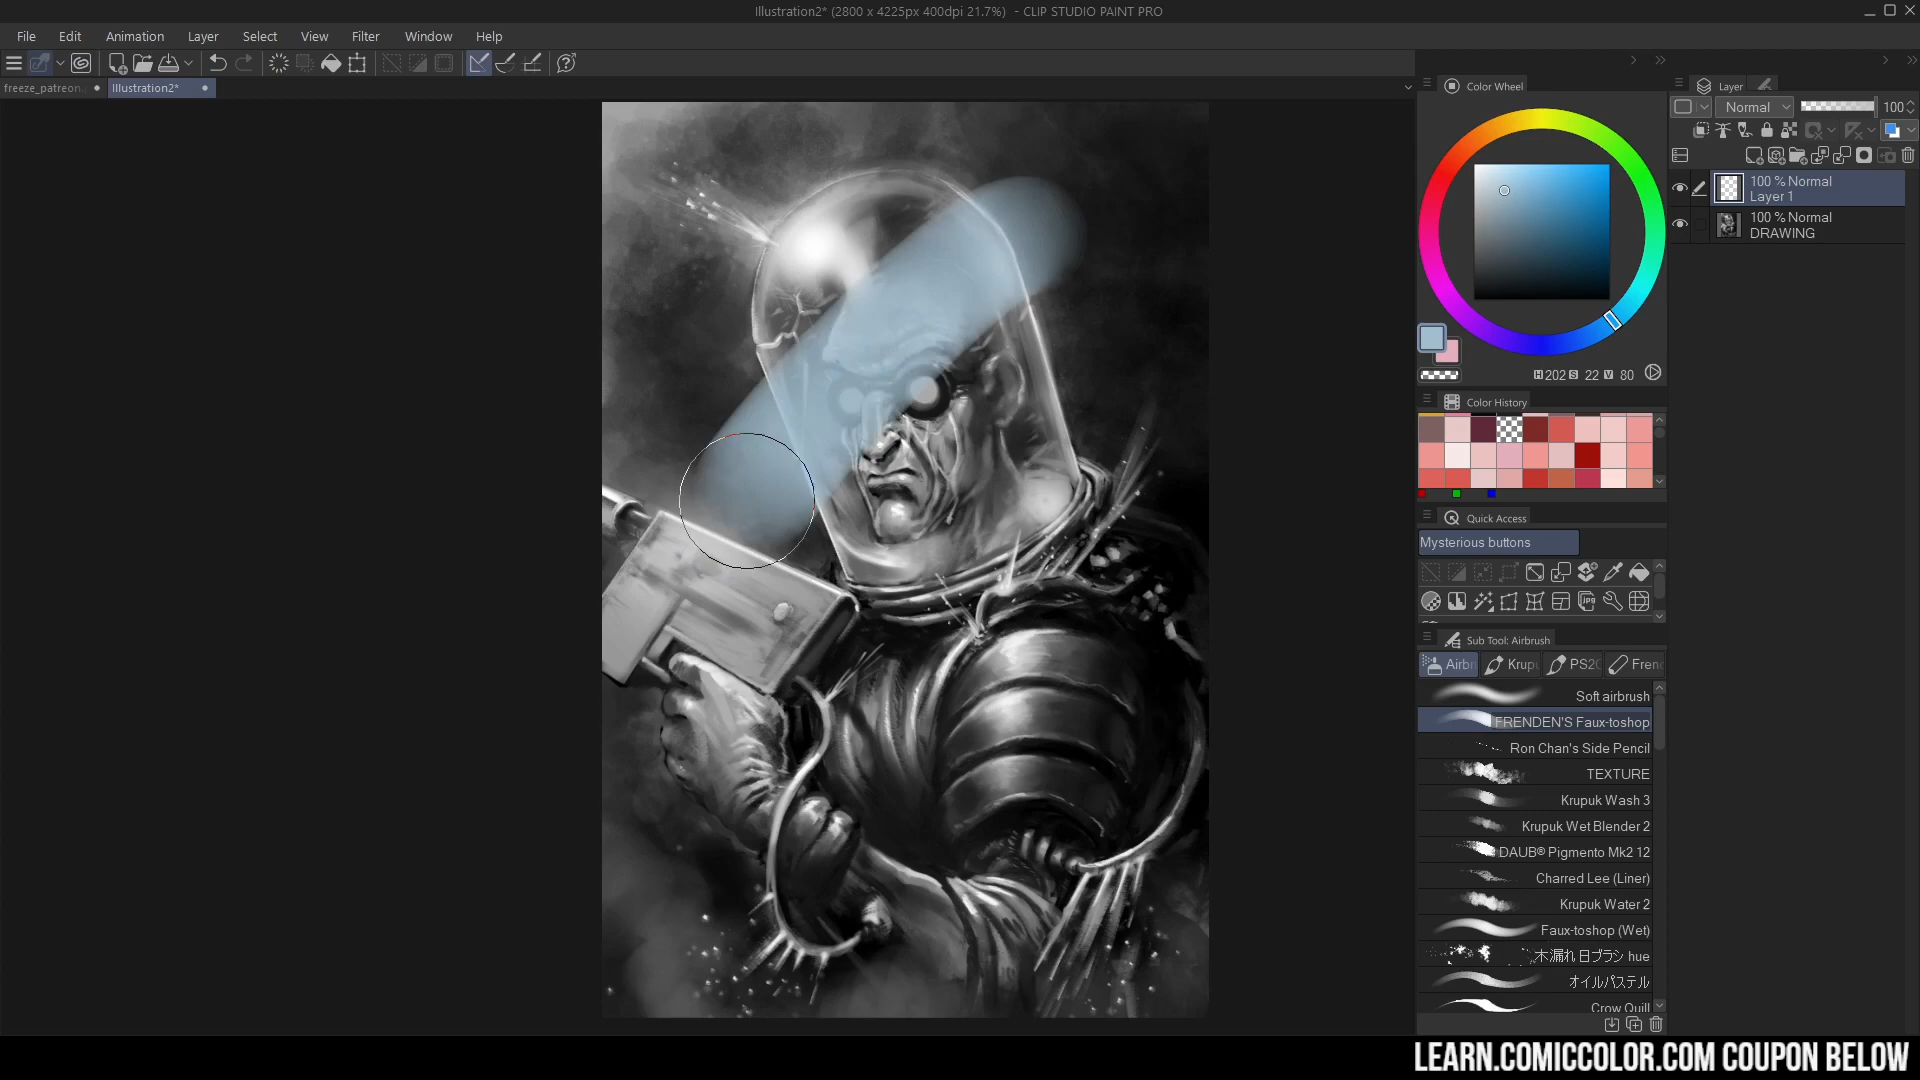 Illustration2* (2800 x 4225px 400dpi 21.7%)  - CLIP STUDIO PAINT PRO
File Edit Animation Layer Select View Filter Window Help
freeze_patreon. Illustration2*
Color Wheel
H 202 S 22 V 80
Color History
Quick Access
Mysterious buttons
Sub Tool: Airbrush
Airb Krup PS2 Fren
Soft airbrush
FRENDEN'S Faux-toshop
Ron Chan's Side Pencil
TEXTURE
Krupuk Wash 3
Krupuk Wet Blender 2
DAUB® Pigmento Mk2 12
Charred Lee (Liner)
Krupuk Water 2
Faux-toshop (Wet)
木漏れ日ブラシ hue
オイルパステル
Crow Quill
Layer
Normal 100
100 % Normal
Layer 1
100 % Normal
DRAWING
LEARN.COMICCOLOR.COM COUPON BELOW